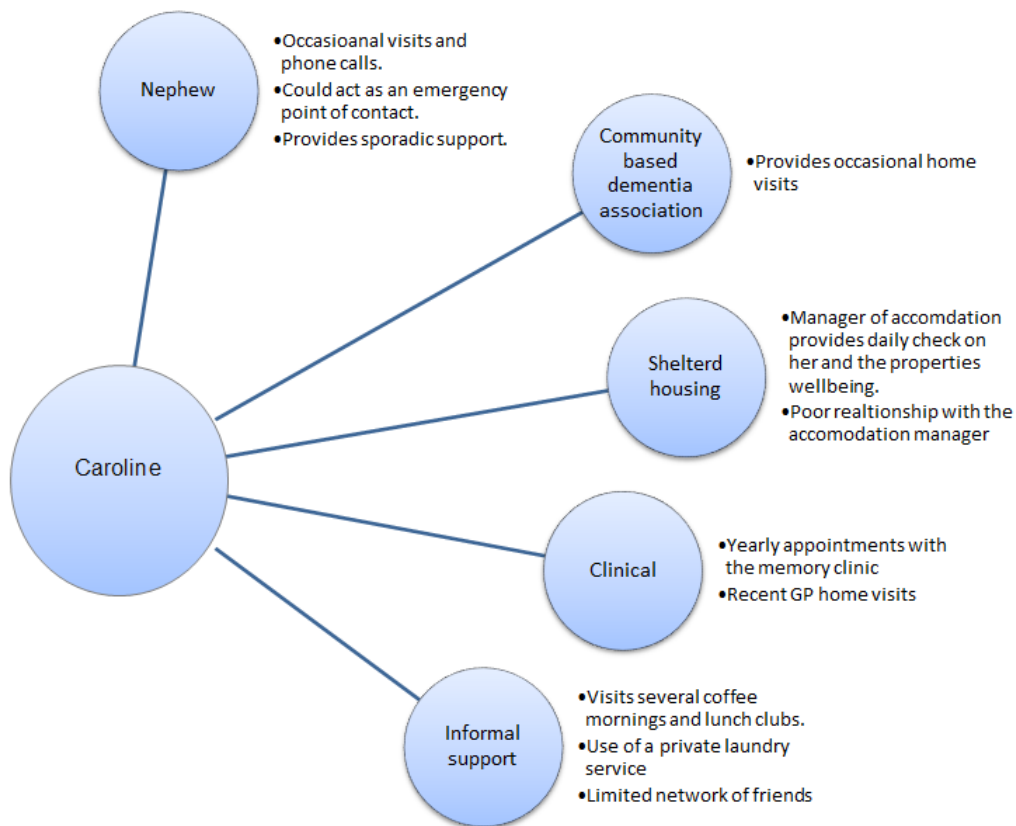 Nephew
•Occasioanal visits and
phone calls.
•Could act as an emergency
point of contact.
•Provides sporadic support.
Community
based
dementia
association
•Provides occasional home
visits
Shelterd
housing
•Manager of accomdation
provides daily check on
her and the properties
wellbeing.
•Poor realtionship with the
accomodation manager
Caroline
Clinical
•Yearly appointments with
the memory clinic
•Recent GP home visits
Informal
support
•Visits several coffee
mornings and lunch clubs.
•Use of a private laundry
service
•Limited network of friends